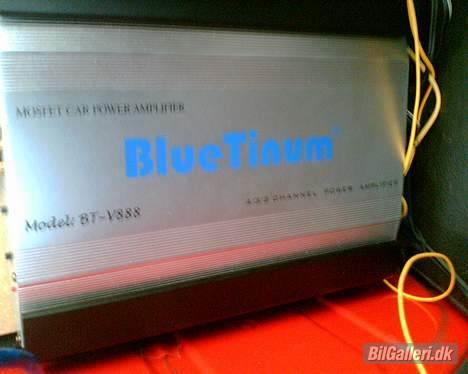 MOSFET CAR POWER AMPLIFIER
BlueTinum
4/3/2 CHANNEL POWER AMPLIFIER
Model: BT-V888
BilGalleri.dk